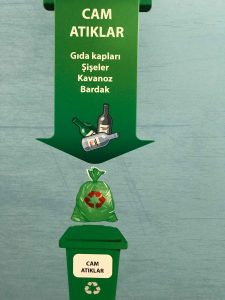 CAM
ATIKLAR
Gıda kapları
Şişeler
Kavanoz
Bardak
CAM
ATIKLAR